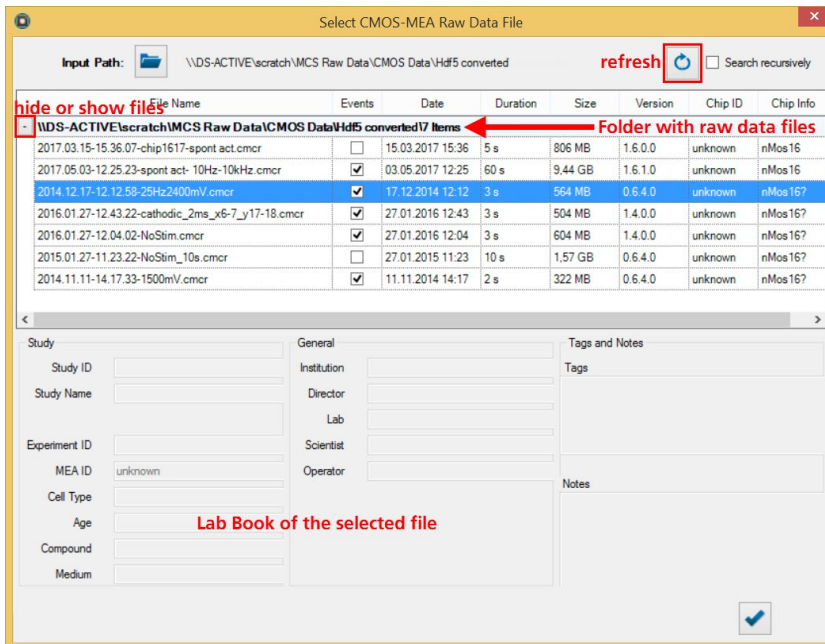 Select CMOS-MEA Raw Data File
Input Path: \\DS-ACTIVE\scratch\MCS Raw Data\CMOS Data\Hdf5 converted refresh Search recursively
hide or show files
File Name Events Date Duration Size Version Chip ID Chip Info
- \\DS-ACTIVE\scratch\MCS Raw Data\CMOS Data\Hdf5 converted\7 Items Folder with raw data files
2017.03.15-15.36.07-chip1617-spont act.cmcr 15.03.2017 15:36 5 s 806 MB 1.6.0.0 unknown nMos16
2017.05.03-12.25.23-spont act- 10Hz-10kHz.cmcr 03.05.2017 12:25 60 s 9,44 GB 1.6.1.0 unknown nMos16
2014.12.17-12.12.58-25Hz2400mV.cmcr 17.12.2014 12:12 3 s 564 MB 0.6.4.0 unknown nMos16?
2016.01.27-12.43.22-cathodic_2ms_x6-7_y17-18.cmcr 27.01.2016 12:43 3 s 504 MB 1.4.0.0 unknown nMos16?
2016.01.27-12.04.02-NoStim.cmcr 27.01.2016 12:04 3 s 604 MB 1.4.0.0 unknown nMos16?
2015.01.27-11.23.22-NoStim_10s.cmcr 27.01.2015 11:23 10 s 1,57 GB 0.6.4.0 unknown nMos16?
2014.11.11-14.17.33-1500mV.cmcr 11.11.2014 14:17 2 s 322 MB 0.6.4.0 unknown nMos16?
Study General Tags and Notes
Study ID Institution Tags
Study Name Director
Lab
Experiment ID Scientist
MEA ID unknown Operator
Notes
Cell Type
Age Lab Book of the selected file
Compound
Medium